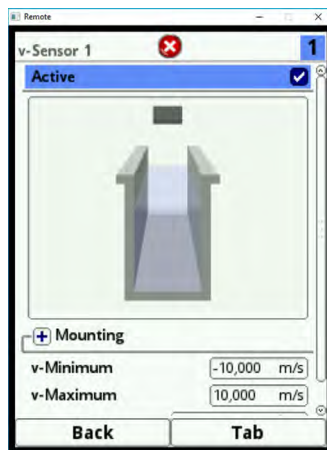 Remote
v-Sensor 1
1
Active
Mounting
v-Minimum -10,000 m/s
v-Maximum 10,000 m/s
Back Tab